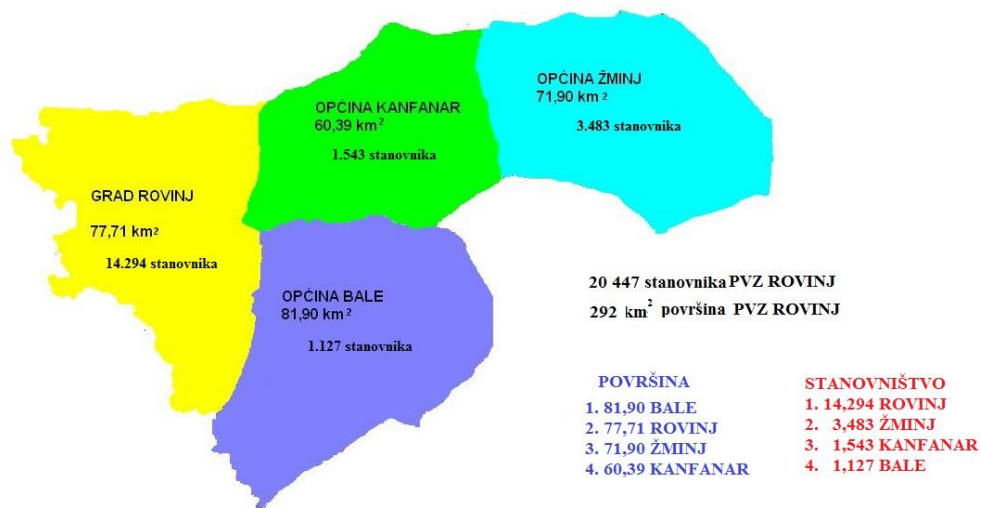 OPĆINA ŽMINJ
71,90 km²
3.483 stanovnika
OPĆINA KANFANAR
60,39 km²
1.543 stanovnika
GRAD ROVINJ
77,71 km²
14.294 stanovnika
OPĆINA BALE
81,90 km²
1.127 stanovnika
20 447 stanovnika PVZ ROVINJ
292 km² površina PVZ ROVINJ
POVRŠINA
1. 81,90 BALE
2. 77,71 ROVINJ
3. 71,90 ŽMINJ
4. 60,39 KANFANAR
STANOVNIŠTVO
1. 14,294 ROVINJ
2. 3,483 ŽMINJ
3. 1,543 KANFANAR
4. 1,127 BALE